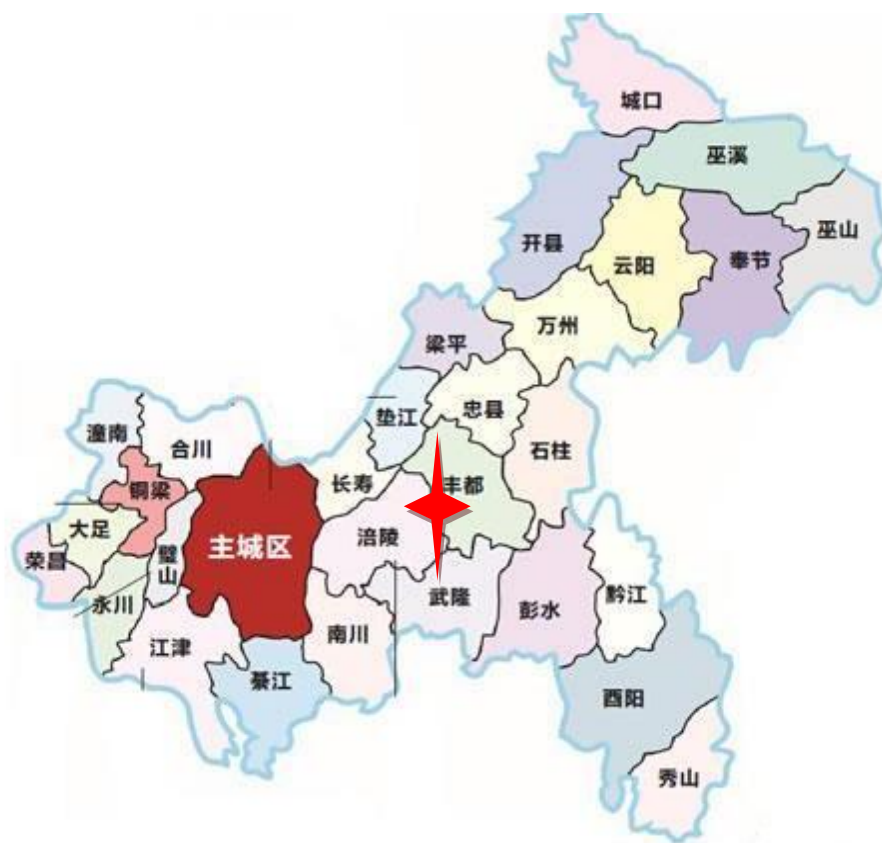 城口
巫溪
巫山
开县
云阳
奉节
万州
梁平
忠县
垫江
石柱
潼南
合川
长寿
丰都
铜梁
大足
荣昌
璧山
主城区
涪陵
永川
武隆
彭水
黔江
江津
南川
綦江
酉阳
秀山